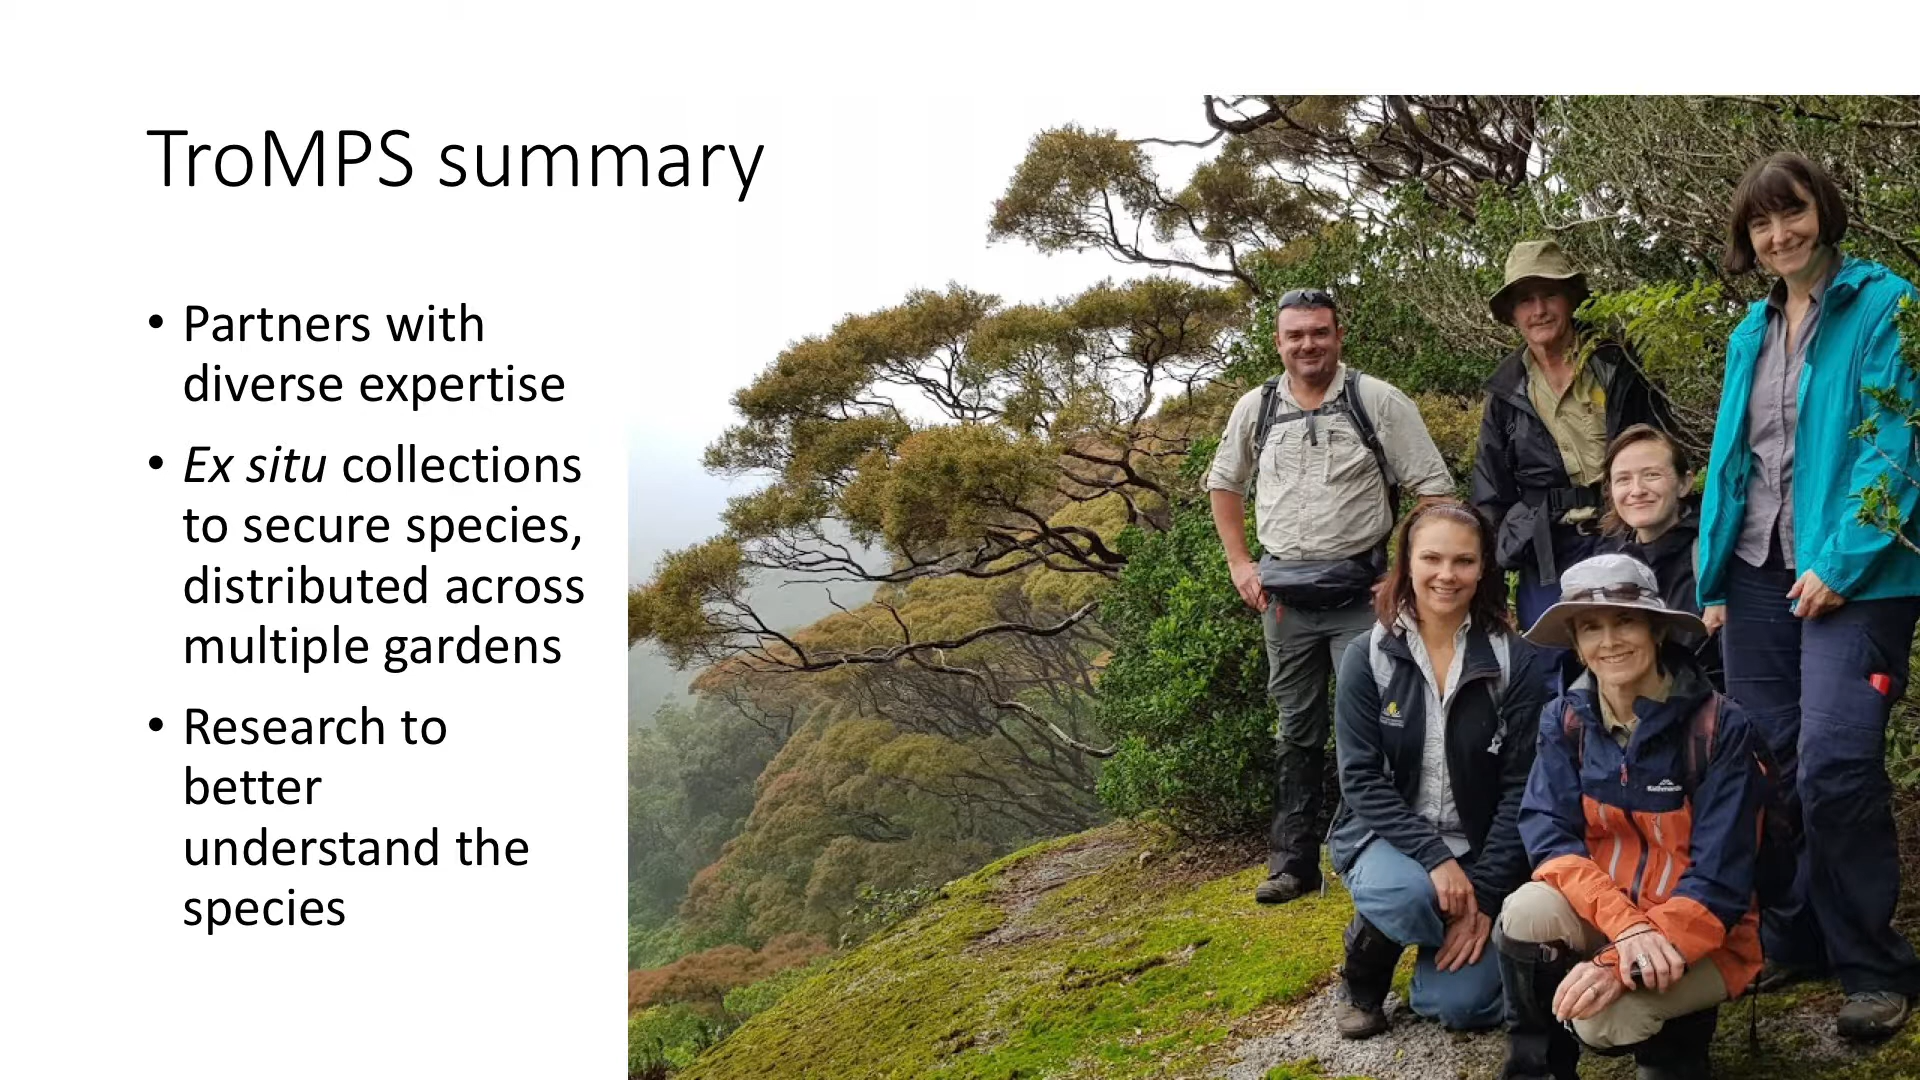 TroMPS summary
• Partners with
diverse expertise
• Ex situ collections
to secure species,
distributed across
multiple gardens
• Research to
better
understand the
species